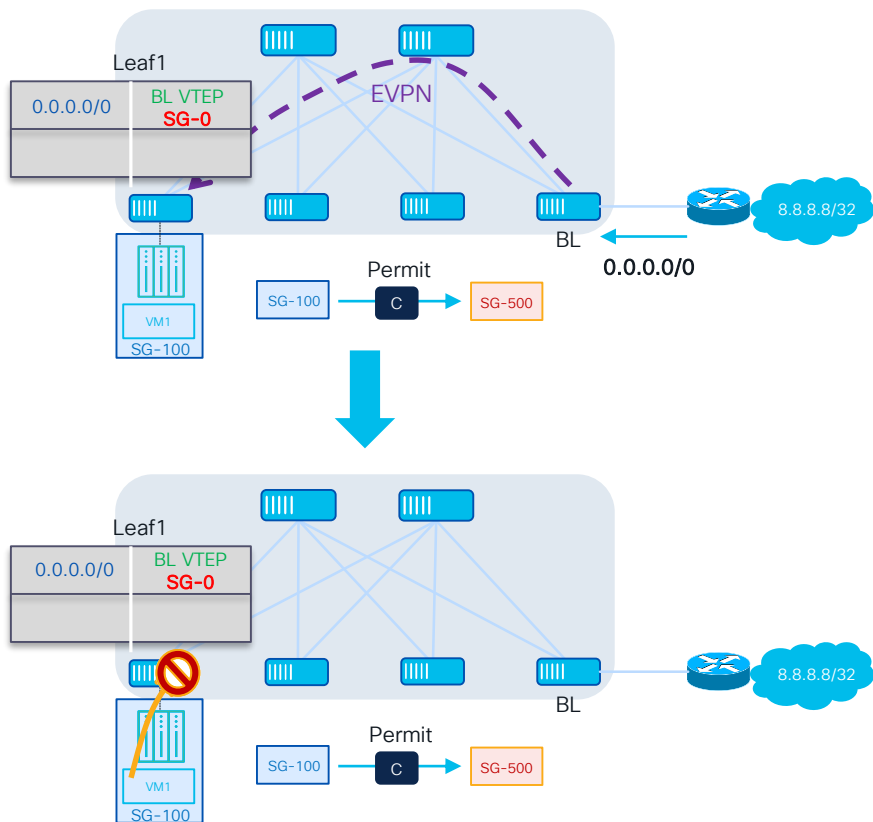 Leaf1
0.0.0.0/0
BL VTEP
SG-0
EVPN
8.8.8.8/32
BL
0.0.0.0/0
Permit
SG-100
C
SG-500
VM1
SG-100
Leaf1
0.0.0.0/0
BL VTEP
SG-0
8.8.8.8/32
BL
Permit
SG-100
C
SG-500
VM1
SG-100